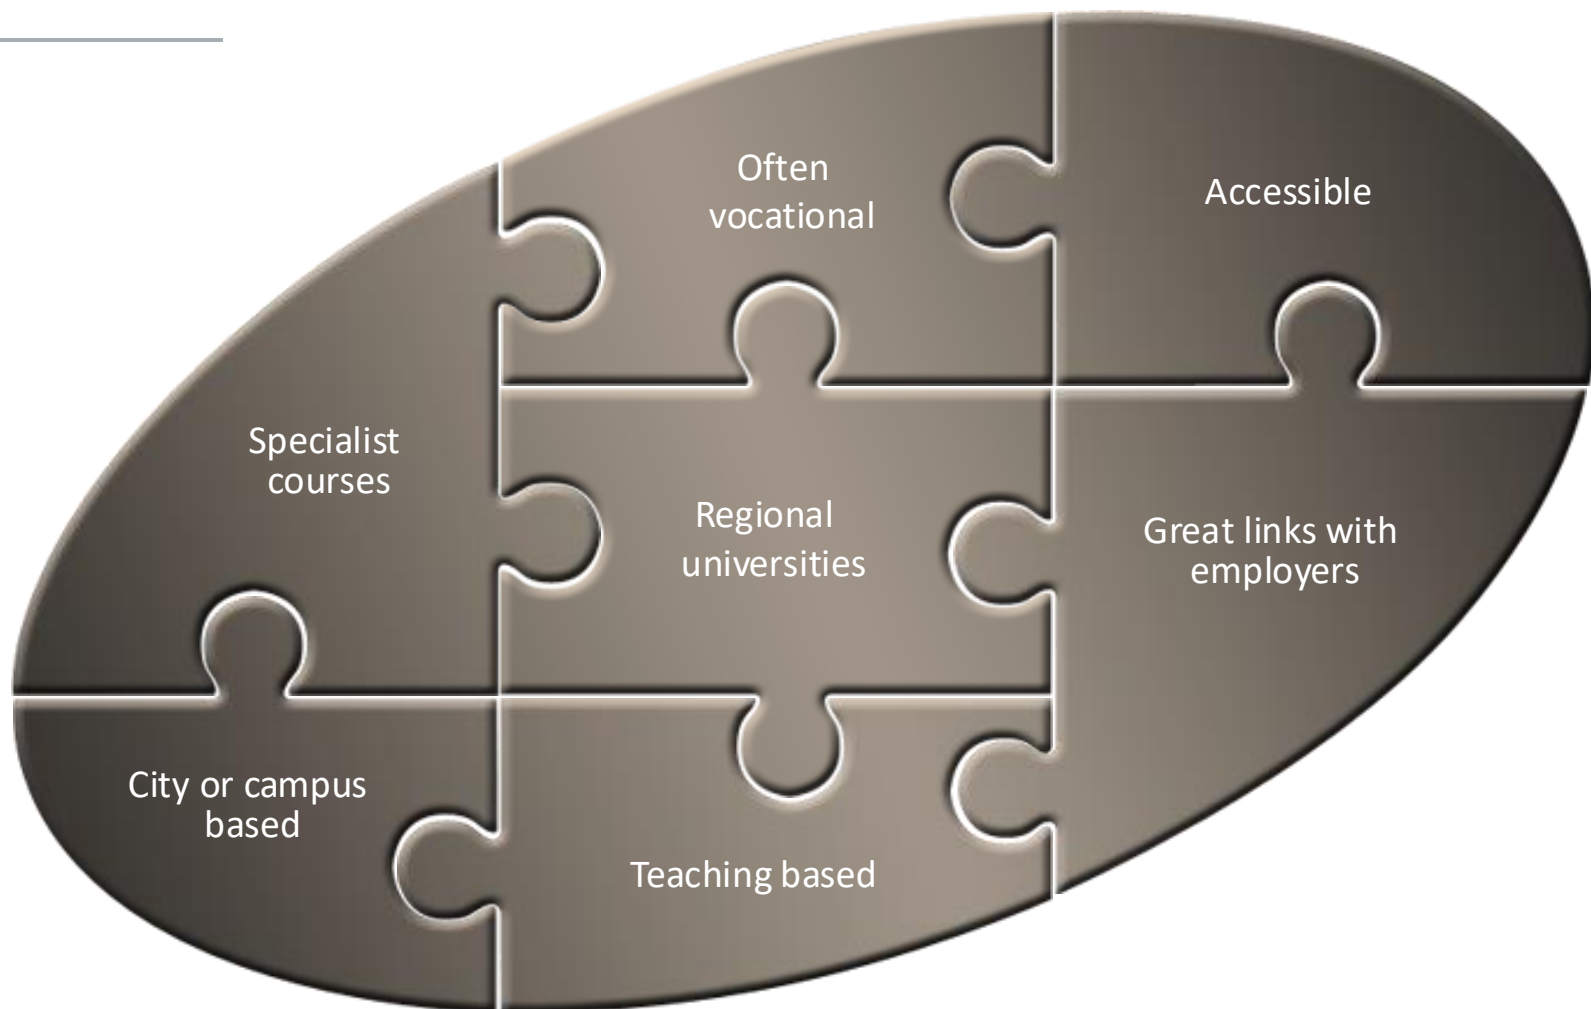 Often
vocational
Accessible
Specialist
courses
Regional
universities
Great links with
employers
City or campus
based
Teaching based